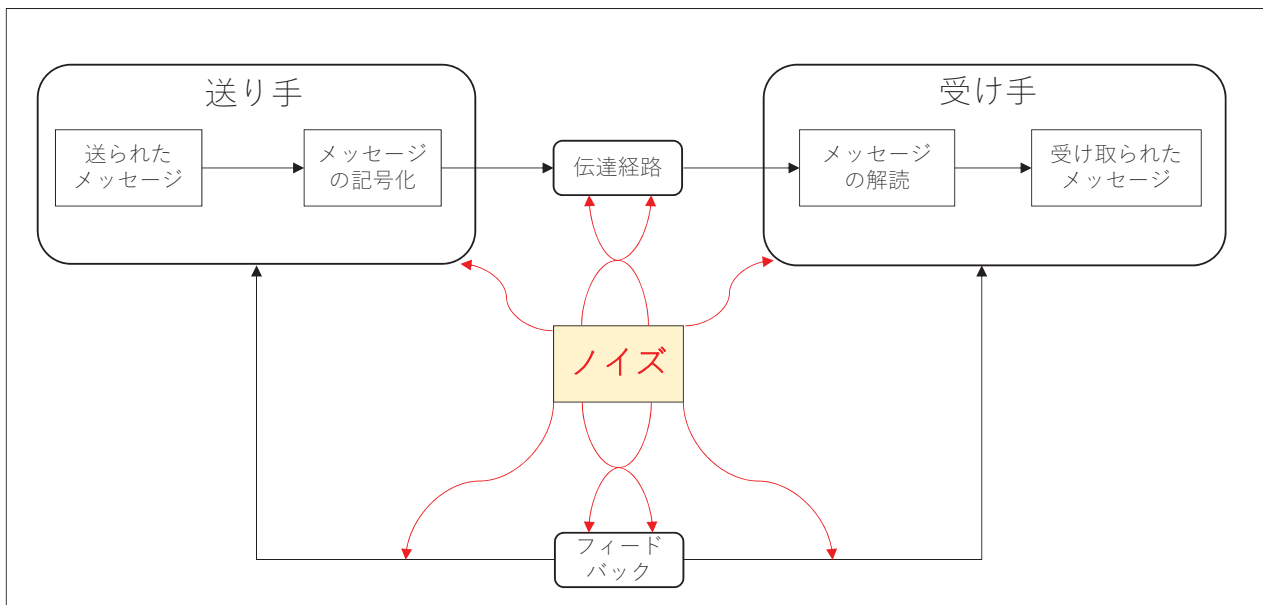 送り手
送られた
メッセージ
メッセージ
の記号化
伝達経路
受け手
メッセージ
の解読
受け取られた
メッセージ
ノイズ
フィード
バック